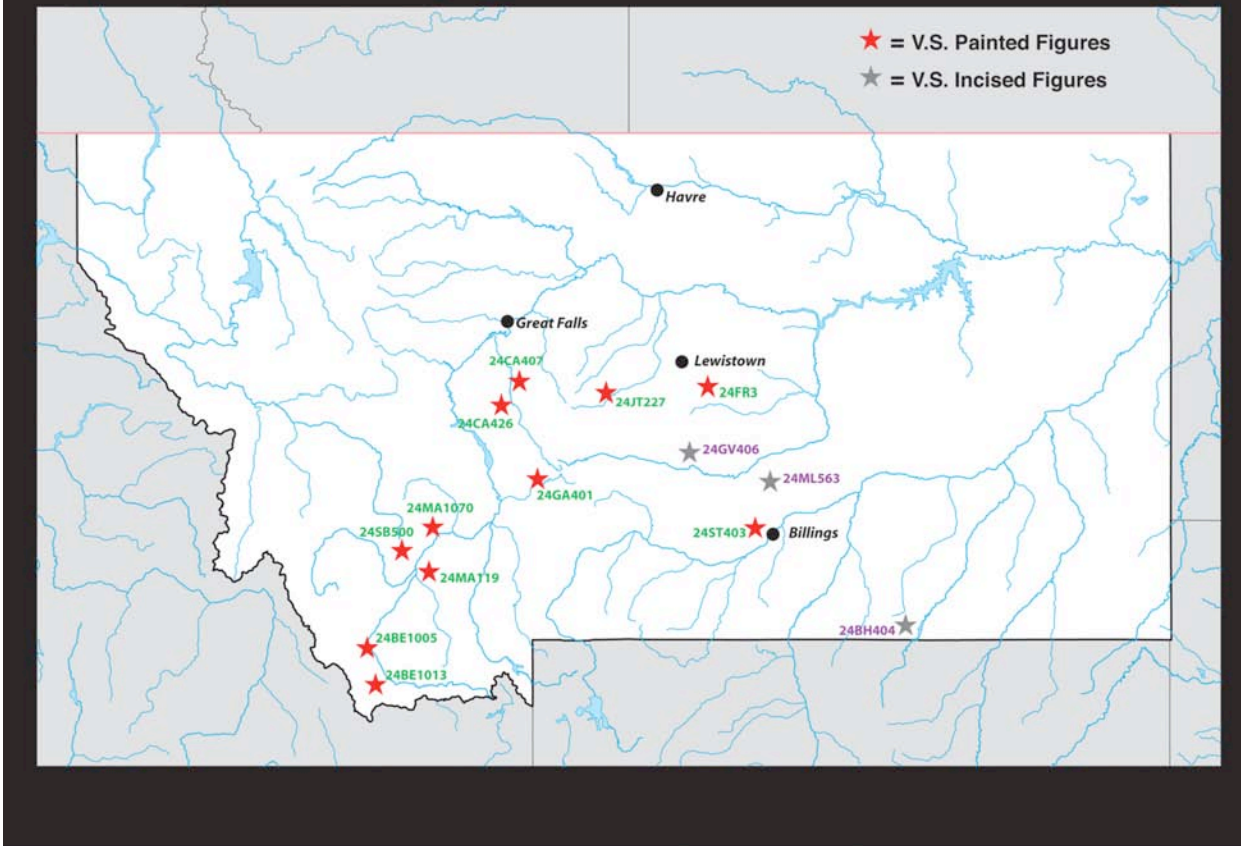 = V.S. Painted Figures
= V.S. Incised Figures
Havre
Great Falls
24CA407
Lewistown
24JT227
24FR3
24CA426
24GV406
24ML563
24GA401
24MA1070
24SB500
24ST403
Billings
24MA119
24BH404
24BE1005
24BE1013